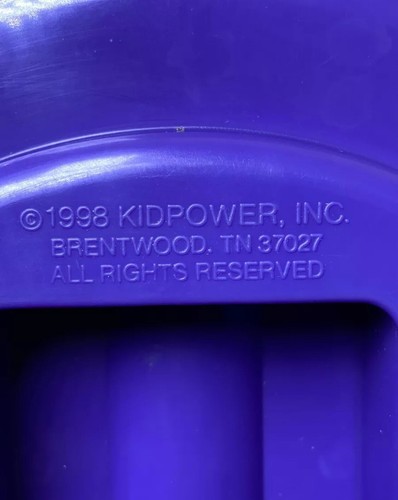 ©1998 KIDPOWER, INC.
BRENTWOOD. TN 37027
ALL RIGHTS RESERVED